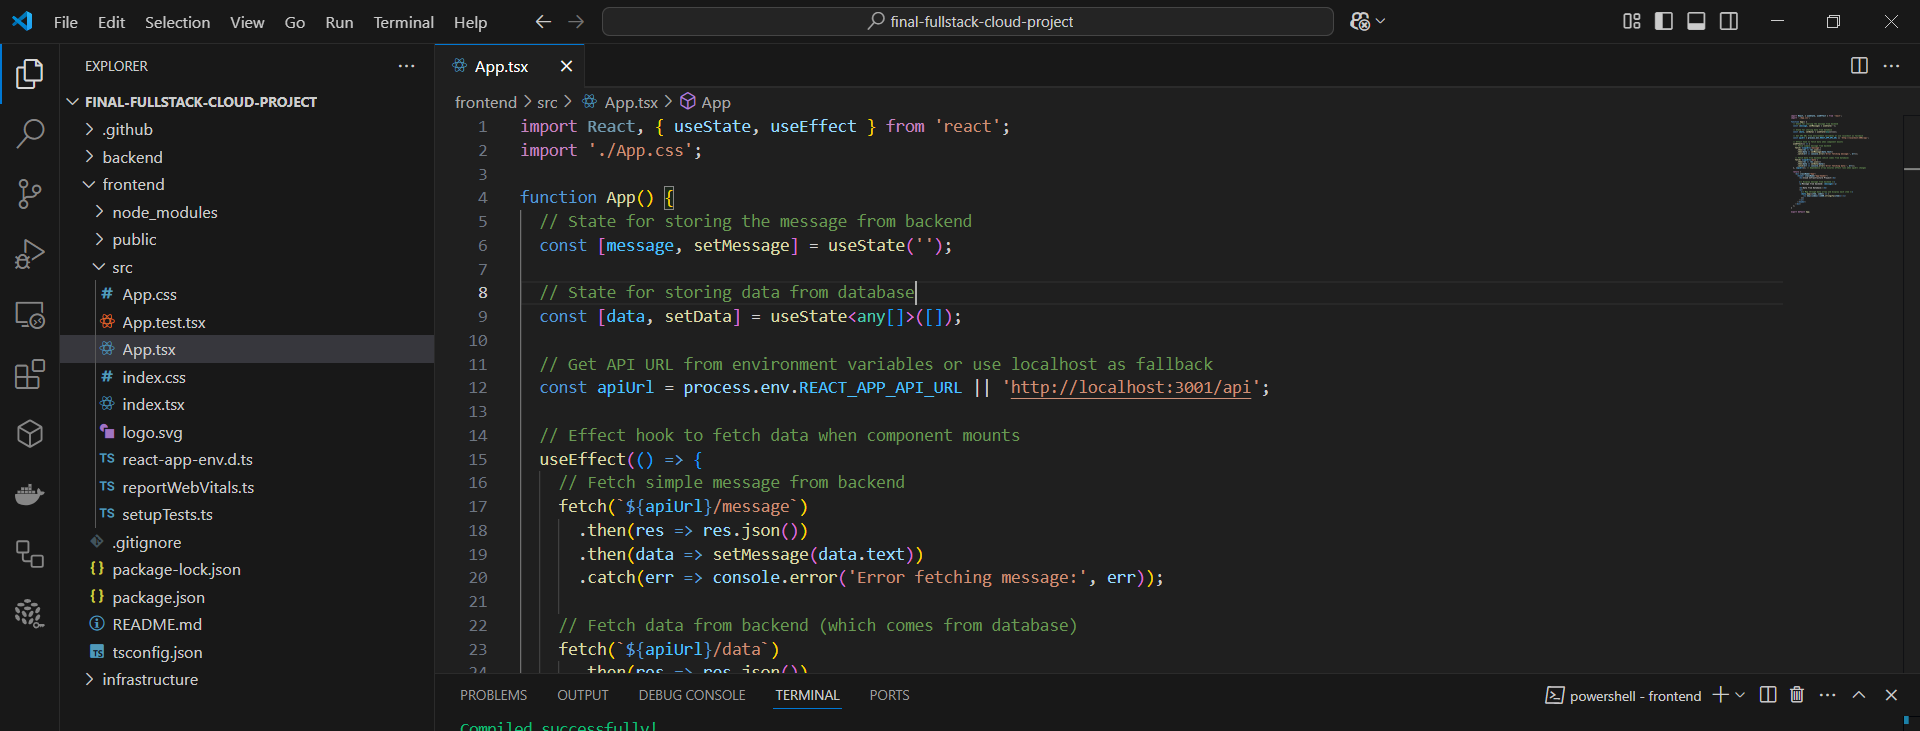 File Edit Selection View Go Run Terminal Help
final-fullstack-cloud-project
EXPLORER
FINAL-FULLSTACK-CLOUD-PROJECT
.github
backend
frontend
node_modules
public
src
App.css
App.test.tsx
App.tsx
index.css
index.tsx
logo.svg
TS react-app-env.d.ts
TS reportWebVitals.ts
TS setupTests.ts
.gitignore
package-lock.json
package.json
README.md
tsconfig.json
infrastructure
App.tsx
frontend > src > App.tsx > App
1 import React, { useState, useEffect } from 'react';
2 import './App.css';
3
4 function App() {
5 // State for storing the message from backend
6 const [message, setMessage] = useState('');
7
8 // State for storing data from database
9 const [data, setData] = useState<any[]>([]);
10
11 // Get API URL from environment variables or use localhost as fallback
12 const apiUrl = process.env.REACT_APP_API_URL || 'http://localhost:3001/api';
13
14 // Effect hook to fetch data when component mounts
15 useEffect(() => {
16 // Fetch simple message from backend
17 fetch(`${apiUrl}/message`)
18 .then(res => res.json())
19 .then(data => setMessage(data.text))
20 .catch(err => console.error('Error fetching message:', err));
21
22 // Fetch data from backend (which comes from database)
23 fetch(`${apiUrl}/data`)
24 .then(res => res.json())
PROBLEMS OUTPUT DEBUG CONSOLE TERMINAL PORTS
powershell - frontend
Compiled successfully!